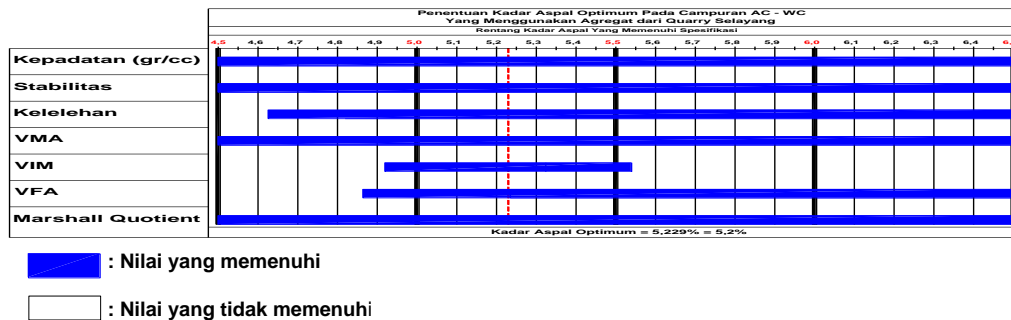 Penentuan Kadar Aspal Optimum Pada Campuran AC - WC
Yang Menggunakan Agregat dari Quarry Selayang
Rentang Kadar Aspal Yang Memenuhi Spesifikasi
4,5 4,6 4,7 4,8 4,9 5,0 5,1 5,2 5,3 5,4 5,5 5,6 5,7 5,8 5,9 6,0 6,1 6,2 6,3 6,4
Kepadatan (gr/cc)
Stabilitas
Kelelehan
VMA
VIM
VFA
Marshall Quotient
Kadar Aspal Optimum = 5,229% = 5,2%
: Nilai yang memenuhi
: Nilai yang tidak memenuhi